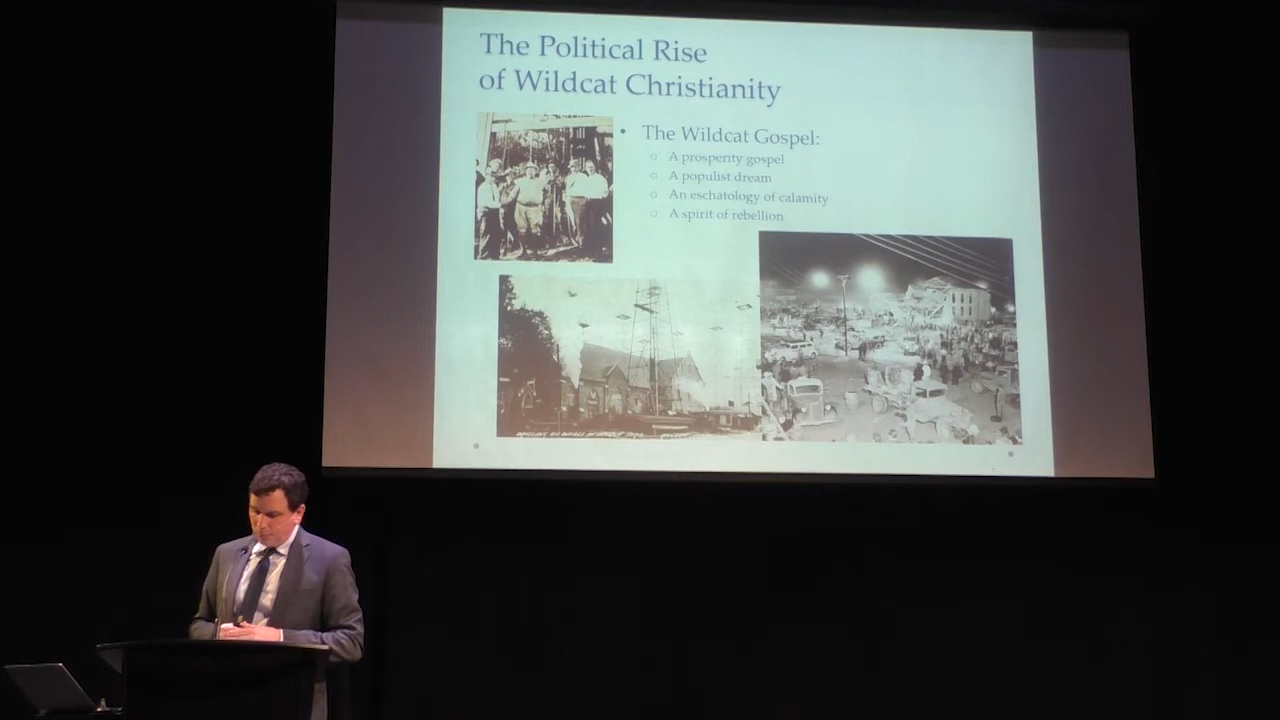 The Political Rise
of Wildcat Christianity
• The Wildcat Gospel:
○ A prosperity gospel
○ A populist dream
○ An eschatology of calamity
○ A spirit of rebellion